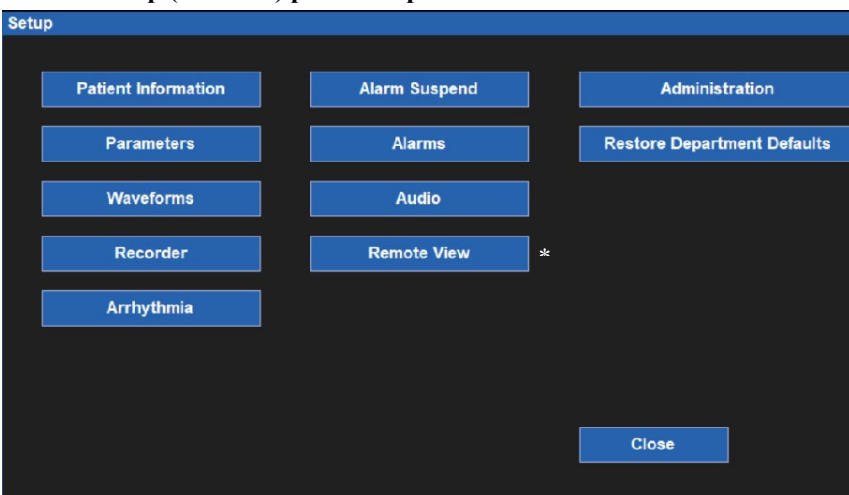 Setup
Patient Information
Parameters
Waveforms
Recorder
Arrhythmia
Alarm Suspend
Alarms
Audio
Remote View *
Administration
Restore Department Defaults
Close